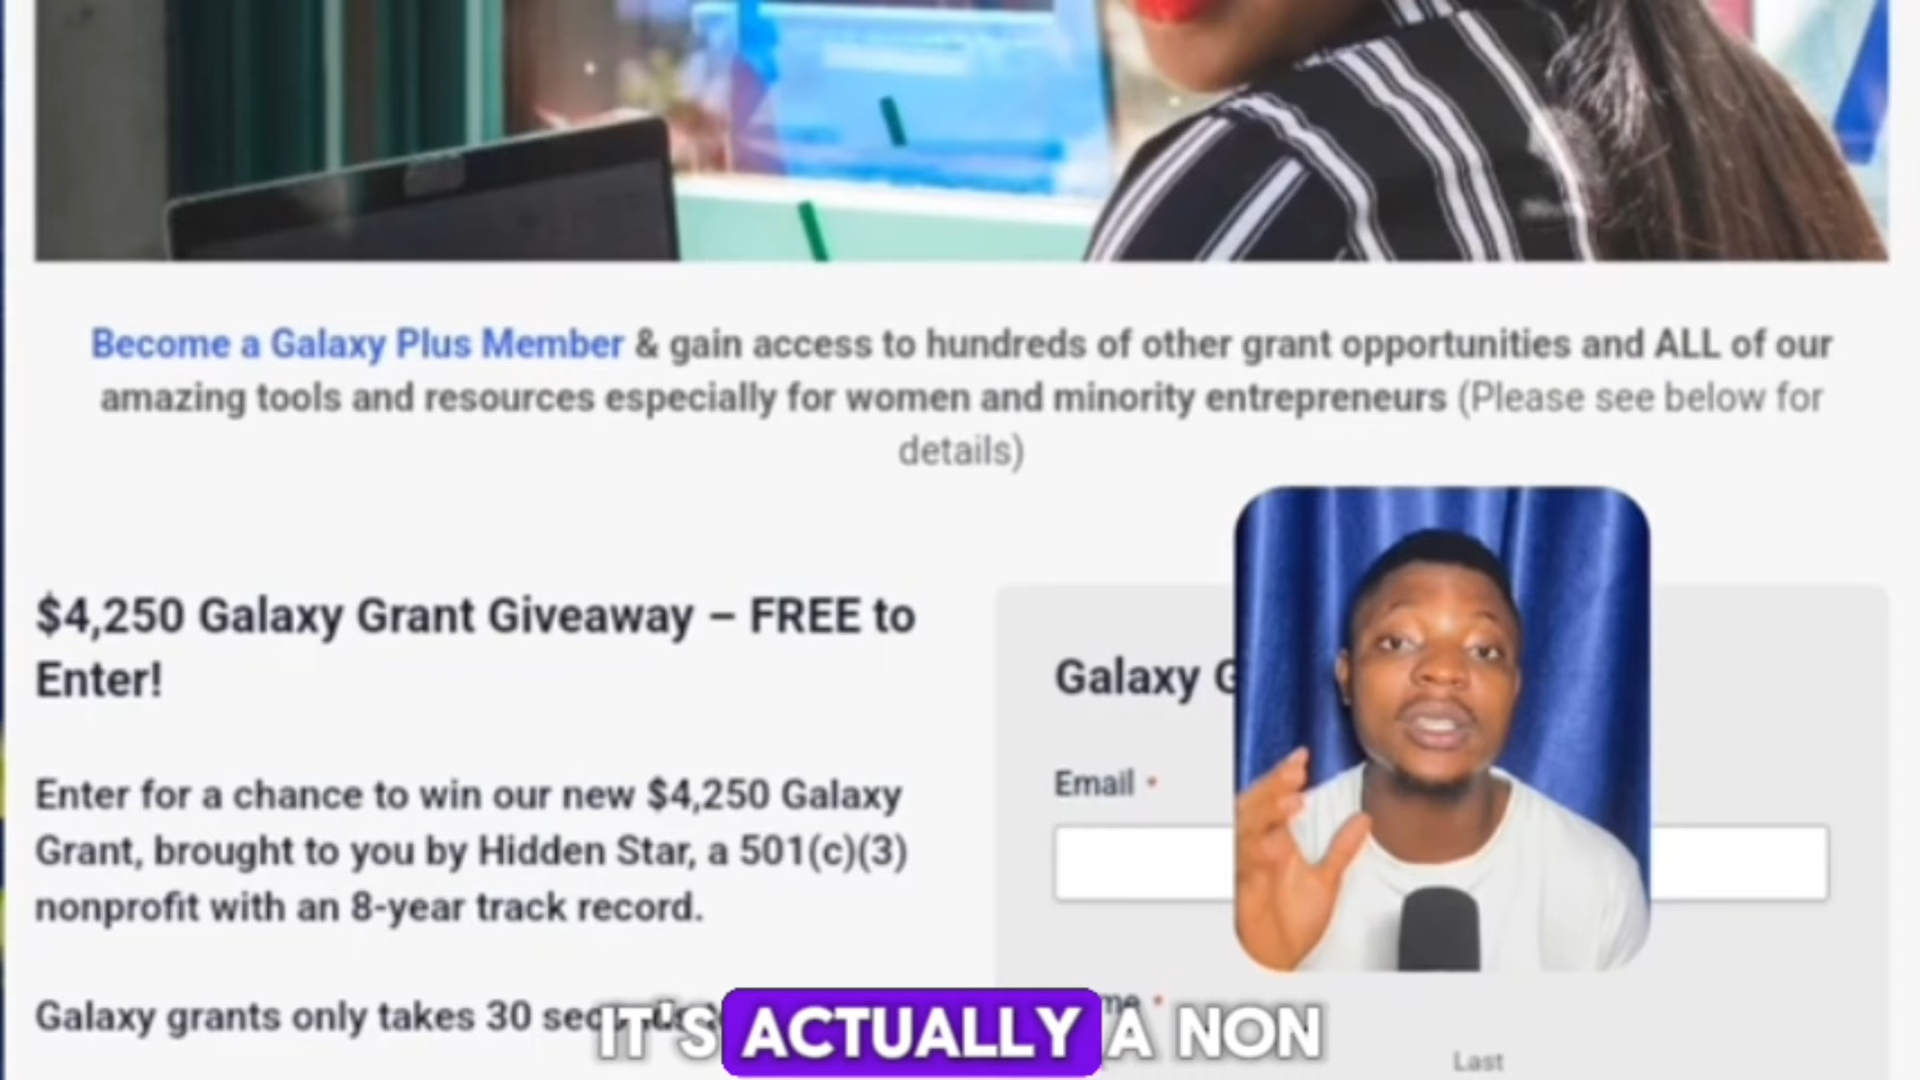 Become a Galaxy Plus Member & gain access to hundreds of other grant opportunities and ALL of our
amazing tools and resources especially for women and minority entrepreneurs (Please see below for
details)
$4,250 Galaxy Grant Giveaway – FREE to
Enter!
Enter for a chance to win our new $4,250 Galaxy
Grant, brought to you by Hidden Star, a 501(c)(3)
nonprofit with an 8-year track record.
Galaxy grants only takes 30
Galaxy
Email *
Last
IT'S ACTUALLY A NON